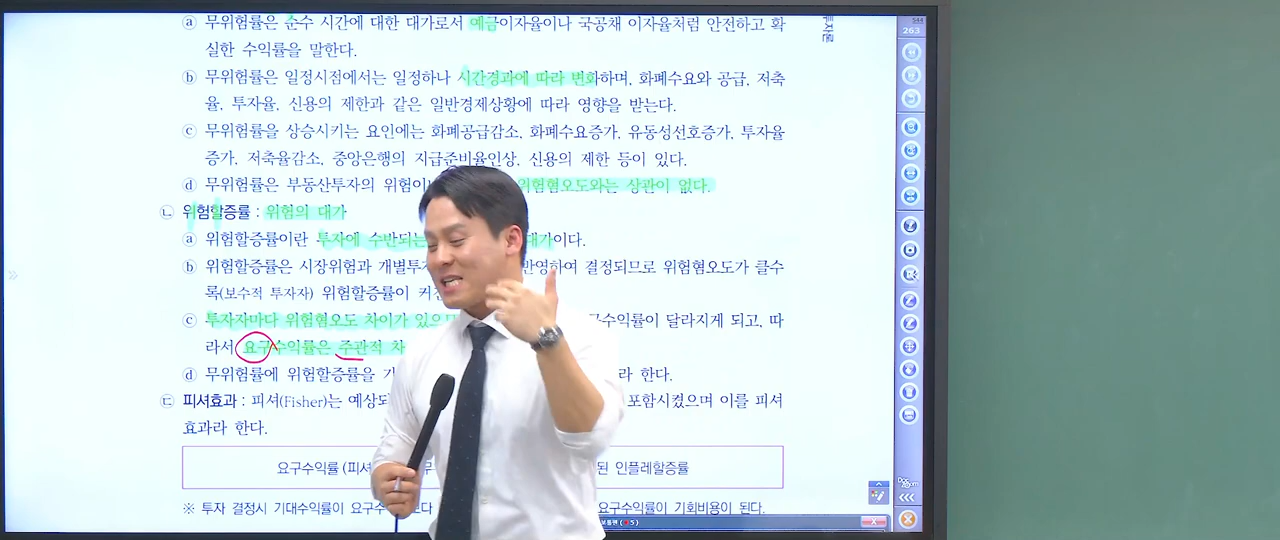 ⓐ 무위험률은 순수 시간에 대한 대가로서 예금이자율이나 국공채 이자율처럼 안전하고 확
실한 수익률을 말한다.
ⓑ 무위험률은 일정시점에서는 일정하나 시간경과에 따라 변화하며, 화폐수요와 공급, 저축
율, 투자율, 신용의 제한과 같은 일반경제상황에 따라 영향을 받는다.
ⓒ 무위험률을 상승시키는 요인에는 화폐공급감소, 화폐수요증가, 유동성선호증가, 투자율
증가, 저축율감소, 중앙은행의 지급준비율인상, 신용의 제한 등이 있다.
ⓓ 무위험률은 부동산투자의 위험이 위험혐오도와는 상관이 없다.
㉡ 위험할증률 : 위험의 대가
ⓐ 위험할증률이란 투자에 수반되는 대가이다.
ⓑ 위험할증률은 시장위험과 개별투 반영하여 결정되므로 위험혐오도가 클수
록(보수적 투자자) 위험할증률이 커
ⓒ 투자자마다 위험혐오도 차이가 있으 구수익률이 달라지게 되고, 따
라서 요구수익률은 주관적 차
ⓓ 무위험률에 위험할증률을 가 라 한다.
㉢ 피셔효과 : 피셔(Fisher)는 예상되 포함시켰으며 이를 피셔
효과라 한다.
요구수익률 (피셔 무 된 인플레할증률
※ 투자 결정시 기대수익률이 요구수 보다 요구수익률이 기회비용이 된다.
투자론
544
263